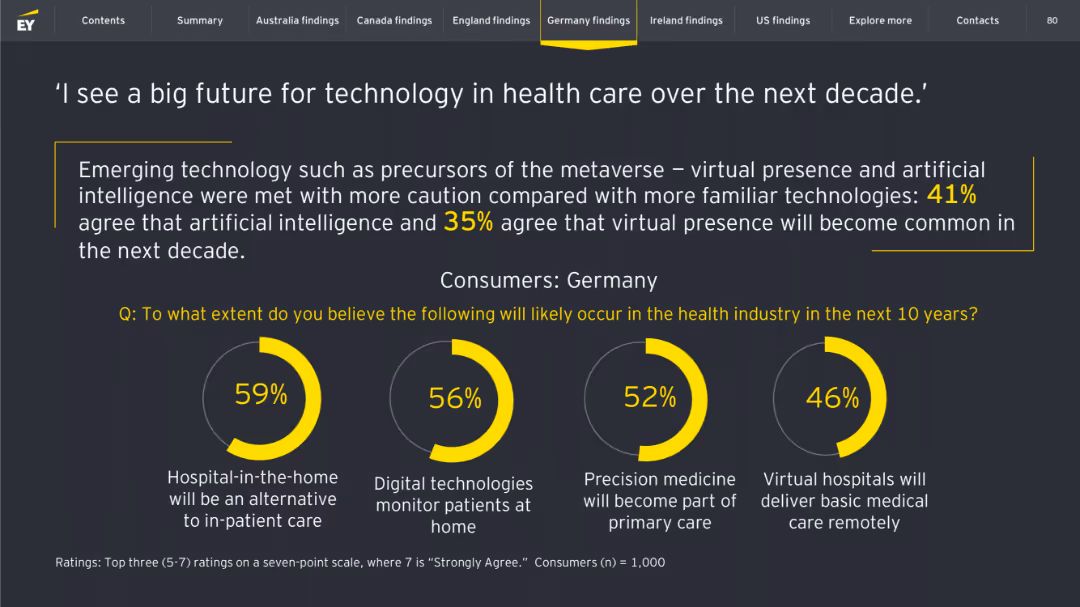 EY
Contents
Summary
Australia findings
Canada findings
England findings
Germany findings
Ireland findings
US findings
Explore more
Contacts
80
‘I see a big future for technology in health care over the next decade.’
Emerging technology such as precursors of the metaverse — virtual presence and artificial
intelligence were met with more caution compared with more familiar technologies: 41%
agree that artificial intelligence and 35% agree that virtual presence will become common in
the next decade.
Consumers: Germany
Q: To what extent do you believe the following will likely occur in the health industry in the next 10 years?
59%
Hospital-in-the-home
will be an alternative
to in-patient care
56%
Digital technologies
monitor patients at
home
52%
Precision medicine
will become part of
primary care
46%
Virtual hospitals will
deliver basic medical
care remotely
Ratings: Top three (5-7) ratings on a seven-point scale, where 7 is “Strongly Agree.” Consumers (n) = 1,000